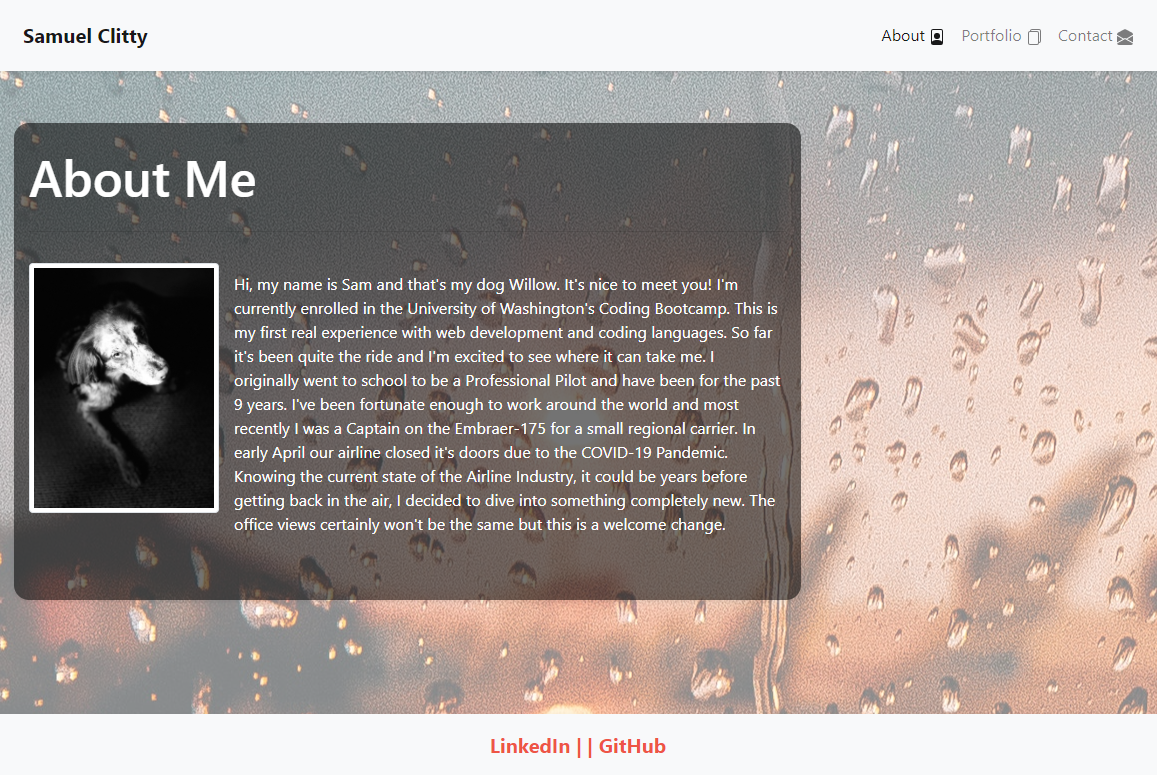 Samuel Clitty
About Portfolio Contact
About Me
Hi, my name is Sam and that's my dog Willow. It's nice to meet you! I'm
currently enrolled in the University of Washington's Coding Bootcamp. This is
my first real experience with web development and coding languages. So far
it's been quite the ride and I'm excited to see where it can take me. I
originally went to school to be a Professional Pilot and have been for the past
9 years. I've been fortunate enough to work around the world and most
recently I was a Captain on the Embraer-175 for a small regional carrier. In
early April our airline closed it's doors due to the COVID-19 Pandemic.
Knowing the current state of the Airline Industry, it could be years before
getting back in the air, I decided to dive into something completely new. The
office views certainly won't be the same but this is a welcome change.
LinkedIn | | GitHub